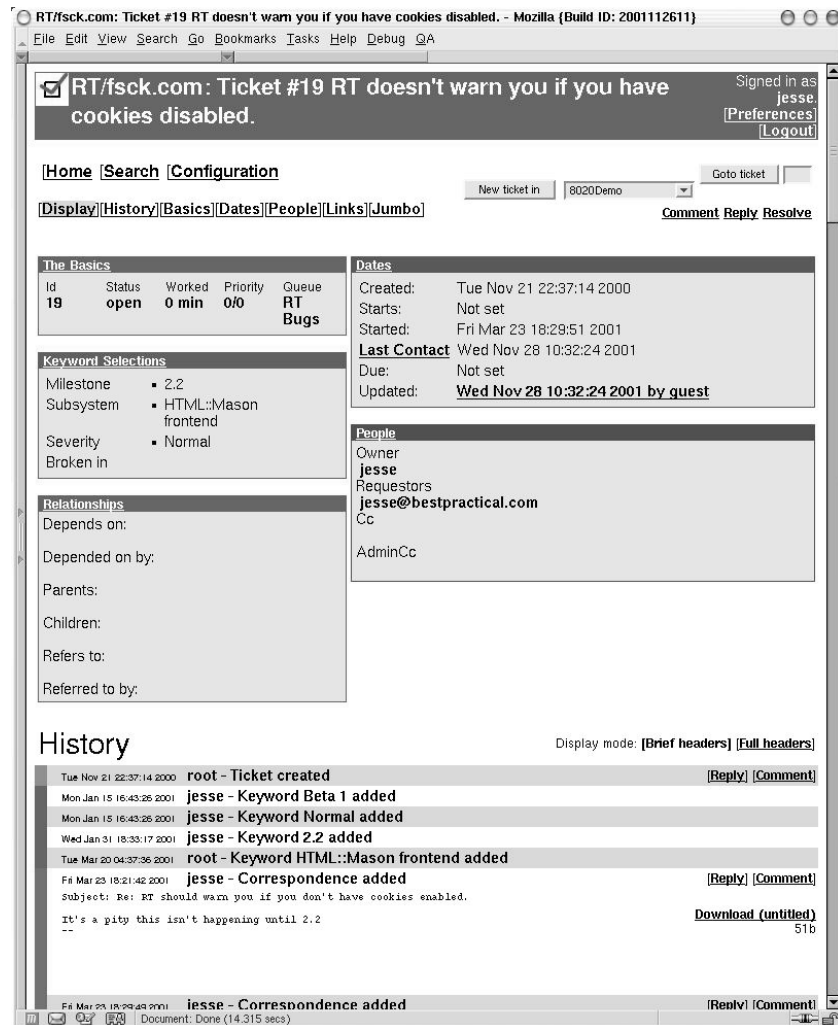 RT/fsck.com: Ticket #19 RT doesn't warn you if you have cookies disabled. - Mozilla {Build ID: 2001112611}
File Edit View Search Go Bookmarks Tasks Help Debug QA
RT/fsck.com: Ticket #19 RT doesn't warn you if you have
cookies disabled.
Signed in as
jesse.
[Preferences]
[Logout]
[Home [Search [Configuration
New ticket in 8020Demo Goto ticket
[Display][History][Basics][Dates][People][Links][Jumbo]
Comment Reply Resolve
The Basics
Id Status Worked Priority Queue
19 open 0 min 0/0 RT
Bugs
Keyword Selections
Milestone ▪ 2.2
Subsystem ▪ HTML::Mason
frontend
Severity ▪ Normal
Broken in
Relationships
Depends on:
Depended on by:
Parents:
Children:
Refers to:
Referred to by:
Dates
Created: Tue Nov 21 22:37:14 2000
Starts: Not set
Started: Fri Mar 23 18:29:51 2001
Last Contact Wed Nov 28 10:32:24 2001
Due: Not set
Updated: Wed Nov 28 10:32:24 2001 by guest
People
Owner
jesse
Requestors
jesse@bestpractical.com
Cc
AdminCc
History
Display mode: [Brief headers] [Full headers]
Tue Nov 21 22:37:14 2000 root - Ticket created [Reply] [Comment]
Mon Jan 15 16:43:26 2001 jesse - Keyword Beta 1 added
Mon Jan 15 16:43:26 2001 jesse - Keyword Normal added
Wed Jan 31 18:33:17 2001 jesse - Keyword 2.2 added
Tue Mar 20 04:37:36 2001 root - Keyword HTML::Mason frontend added
Fri Mar 23 18:21:42 2001 jesse - Correspondence added [Reply] [Comment]
Subject: Re: RT should warn you if you don't have cookies enabled.
It's a pity this isn't happening until 2.2
--
Download (untitled)
51b
Fri Mar 23 18:29:49 2001 jesse - Correspondence added [Reply] [Comment]
Document: Done (14.315 secs)